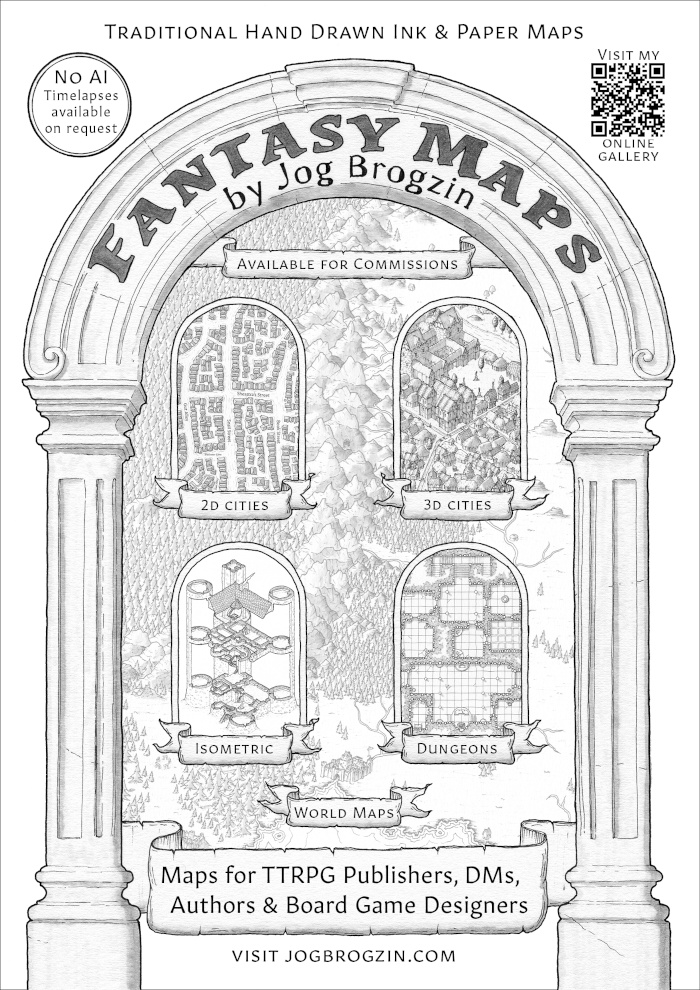 Traditional Hand Drawn Ink & Paper Maps
No AI
Timelapses
available
on request
Visit my
online
gallery
Fantasy Maps
by Jog Brogzin
Available for Commissions
2D cities
3D cities
Isometric
Dungeons
World Maps
Maps for TTRPG Publishers, DMs,
Authors & Board Game Designers
visit jogbrogzin.com